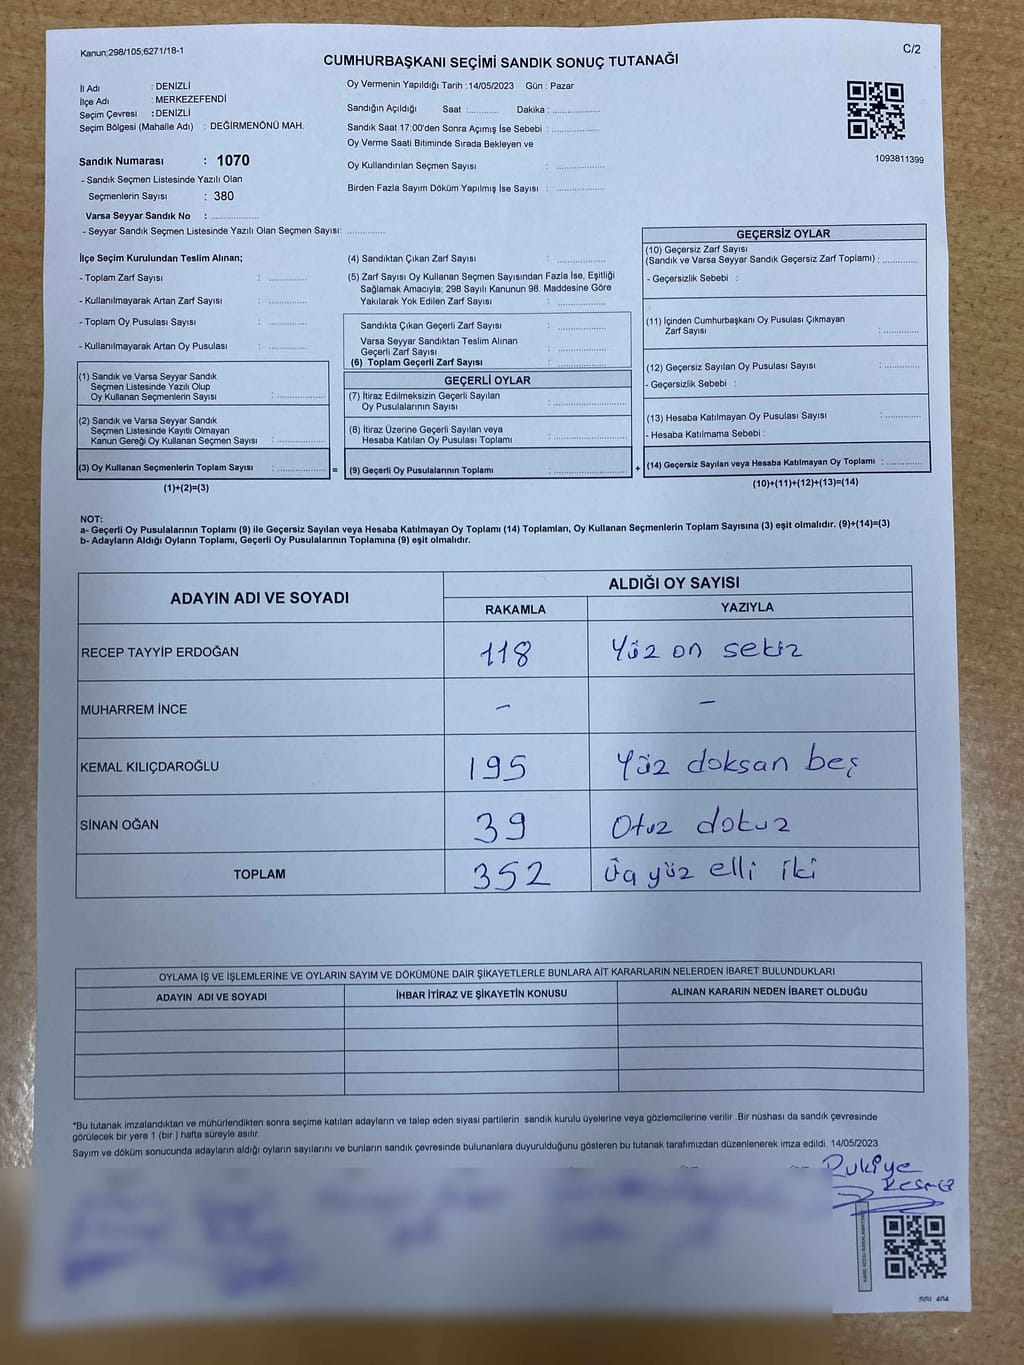 Kanun;298/105;6271/18-1
C/2
CUMHURBAŞKANI SEÇİMİ SANDIK SONUÇ TUTANAĞI
İl Adı : DENİZLİ
İlçe Adı : MERKEZEFENDİ
Seçim Çevresi : DENİZLİ
Seçim Bölgesi (Mahalle Adı) : DEĞİRMENÖNÜ MAH.
Sandık Numarası : 1070
- Sandık Seçmen Listesinde Yazılı Olan
Seçmenlerin Sayısı : 380
Varsa Seyyar Sandık No : ................
- Seyyar Sandık Seçmen Listesinde Yazılı Olan Seçmen Sayısı: ............
Oy Vermenin Yapıldığı Tarih : 14/05/2023 Gün : Pazar
Sandığın Açıldığı Saat :.......... Dakika : ................
Sandık Saat 17:00'den Sonra Açımış İse Sebebi : ................
Oy Verme Saati Bitiminde Sırada Bekleyen ve
Oy Kullandırılan Seçmen Sayısı : ................
Birden Fazla Sayım Döküm Yapılmış İse Sayısı : ................
1093811399
İlçe Seçim Kurulundan Teslim Alınan;
- Toplam Zarf Sayısı : ............
- Kullanılmayarak Artan Zarf Sayısı : ............
- Toplam Oy Pusulası Sayısı : ............
- Kullanılmayarak Artan Oy Pusulası : ............
(1) Sandık ve Varsa Seyyar Sandık
Seçmen Listesinde Yazılı Olup
Oy Kullanan Seçmenlerin Sayısı : ................
(2) Sandık ve Varsa Seyyar Sandık
Seçmen Listesinde Kayıtlı Olmayan
Kanun Gereği Oy Kullanan Seçmen Sayısı : ................
(3) Oy Kullanan Seçmenlerin Toplam Sayısı : ................
(1)+(2)=(3)
(4) Sandıktan Çıkan Zarf Sayısı : ................
(5) Zarf Sayısı Oy Kullanan Seçmen Sayısından Fazla İse, Eşitliği
Sağlamak Amacıyla; 298 Sayılı Kanunun 98. Maddesine Göre
Yakılarak Yok Edilen Zarf Sayısı : ................
Sandıkta Çıkan Geçerli Zarf Sayısı : ................
Varsa Seyyar Sandıktan Teslim Alınan
Geçerli Zarf Sayısı : ................
(6) Toplam Geçerli Zarf Sayısı : ................
GEÇERLİ OYLAR
(7) İtiraz Edilmeksizin Geçerli Sayılan
Oy Pusulalarının Sayısı : ................
(8) İtiraz Üzerine Geçerli Sayılan veya
Hesaba Katılan Oy Pusulası Toplamı : ................
= (9) Geçerli Oy Pusulalarının Toplamı : ................
GEÇERSİZ OYLAR
(10) Geçersiz Zarf Sayısı
(Sandık ve Varsa Seyyar Sandık Geçersiz Zarf Toplamı) : ............
- Geçersizlik Sebebi :
(11) İçinden Cumhurbaşkanı Oy Pusulası Çıkmayan
Zarf Sayısı : ............
(12) Geçersiz Sayılan Oy Pusulası Sayısı : ............
- Geçersizlik Sebebi :
(13) Hesaba Katılmayan Oy Pusulası Sayısı : ............
- Hesaba Katılmama Sebebi :
+ (14) Geçersiz Sayılan veya Hesaba Katılmayan Oy Toplamı : ............
(10)+(11)+(12)+(13)=(14)
NOT:
a- Geçerli Oy Pusulalarının Toplamı (9) ile Geçersiz Sayılan veya Hesaba Katılmayan Oy Toplamı (14) Toplamları, Oy Kullanan Seçmenlerin Toplam Sayısına (3) eşit olmalıdır. (9)+(14)=(3)
b- Adayların Aldığı Oyların Toplamı, Geçerli Oy Pusulalarının Toplamına (9) eşit olmalıdır.
ADAYIN ADI VE SOYADI ALDIĞI OY SAYISI
RAKAMLA YAZIYLA
RECEP TAYYİP ERDOĞAN 118 Yüz on sekiz
MUHARREM İNCE - -
KEMAL KILIÇDAROĞLU 195 Yüz doksan beş
SİNAN OĞAN 39 Otuz dokuz
TOPLAM 352 Üç yüz elli iki
OYLAMA İŞ VE İŞLEMLERİNE VE OYLARIN SAYIM VE DÖKÜMÜNE DAİR ŞİKAYETLERLE BUNLARA AİT KARARLARIN NELERDEN İBARET BULUNDUKLARI
ADAYIN ADI VE SOYADI İHBAR İTİRAZ VE ŞİKAYETİN KONUSU ALINAN KARARIN NEDEN İBARET OLDUĞU
*Bu tutanak imzalandıktan ve mühürlendikten sonra seçime katılan adayların ve talep eden siyasi partilerin sandık kurulu üyelerine veya gözlemcilerine verilir .Bir nüshası da sandık çevresinde
görülecek bir yere 1 (bir ) hafta süreyle asılır.
Sayım ve döküm sonucunda adayların aldığı oyların sayılarını ve bunların sandık çevresinde bulunanlara duyurulduğunu gösteren bu tutanak tarafımızdan düzenlenerek imza edildi. 14/05/2023
Rukiye